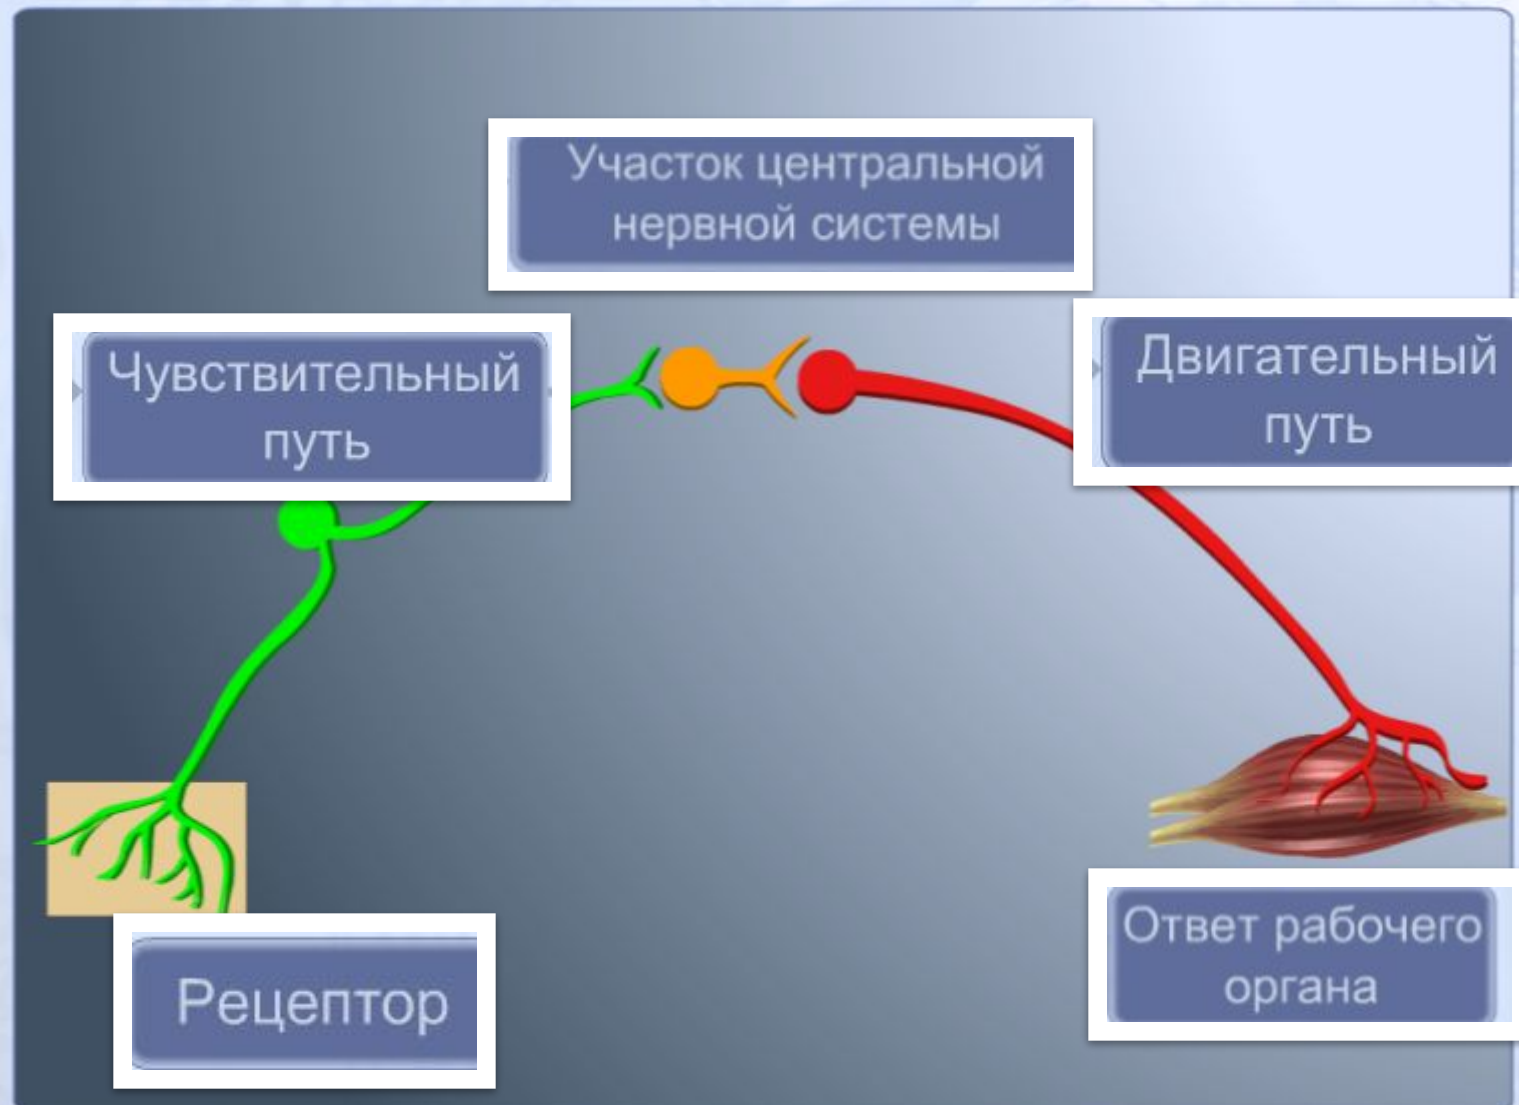 Участок центральной
нервной системы
Чувствительный
путь
Двигательный
путь
Рецептор
Ответ рабочего
органа